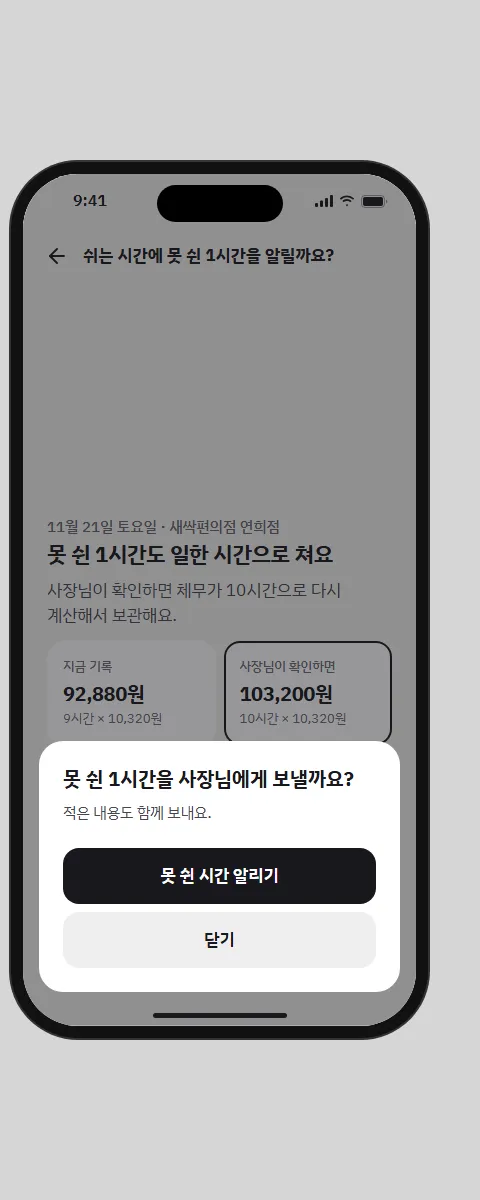 9:41
쉬는 시간에 못 쉰 1시간을 알릴까요?
11월 21일 토요일 · 새싹편의점 연희점
못 쉰 1시간도 일한 시간으로 쳐요
사장님이 확인하면 체무가 10시간으로 다시
계산해서 보관해요.
지금 기록
92,880원
9시간 × 10,320원
사장님이 확인하면
103,200원
10시간 × 10,320원
못 쉰 1시간을 사장님에게 보낼까요?
적은 내용도 함께 보내요.
못 쉰 시간 알리기
닫기